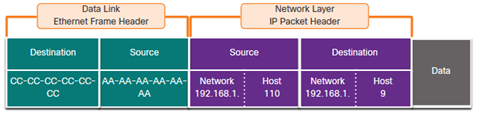 Data Link
Ethernet Frame Header
Network Layer
IP Packet Header
Destination
Source
Source
Destination
Data
CC-CC-CC-CC-CC-
CC
AA-AA-AA-AA-AA-
AA
Network
192.168.1.
Host
110
Network
192.168.1.
Host
9